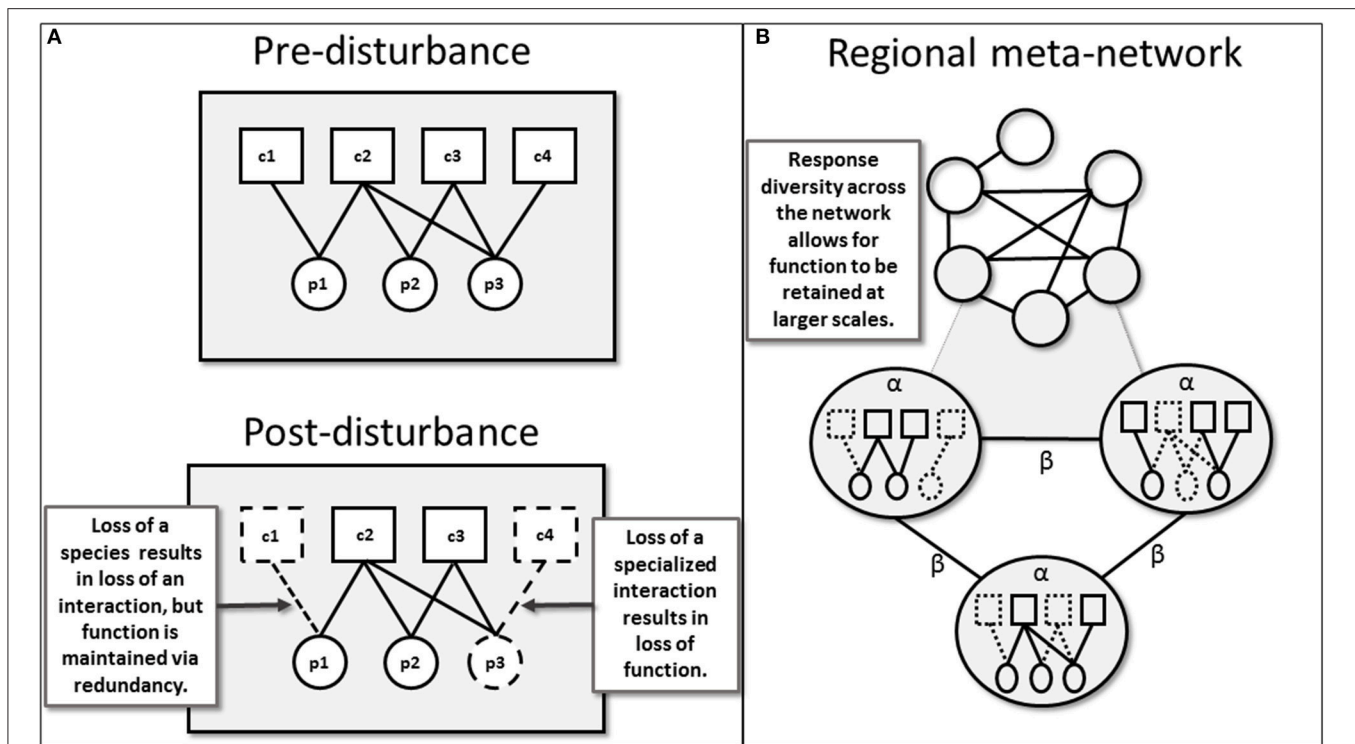 A
Pre-disturbance
c1 c2 c3 c4
p1 p2 p3
Post-disturbance
Loss of a
species results
in loss of an
interaction, but
function is
maintained via
redundancy.
c1 c2 c3 c4
p1 p2 p3
Loss of a
specialized
interaction
results in
loss of
function.
B
Regional meta-network
Response
diversity across
the network
allows for
function to be
retained at
larger scales.
α
α
β
β
β
α